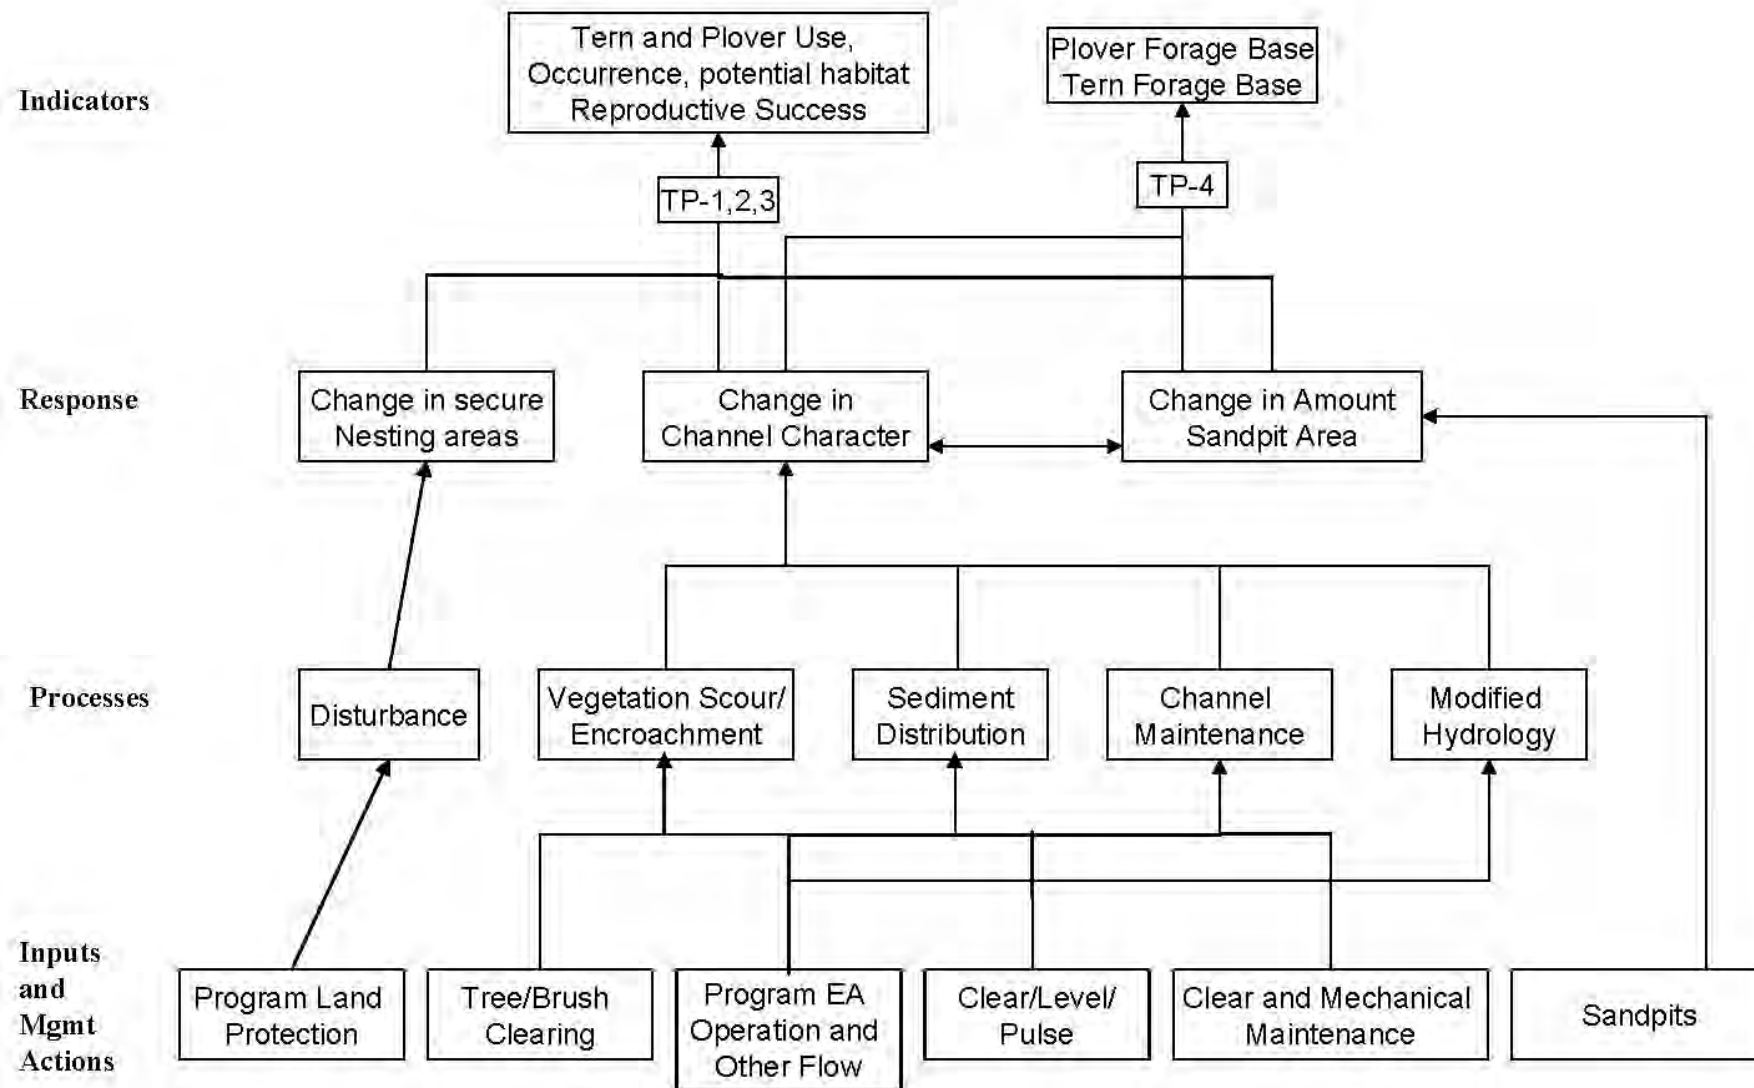 Indicators
Tern and Plover Use,
Occurrence, potential habitat
Reproductive Success
Plover Forage Base
Tern Forage Base
TP-1,2,3
TP-4
Response
Change in secure
Nesting areas
Change in
Channel Character
Change in Amount
Sandpit Area
Processes
Disturbance
Vegetation Scour/
Encroachment
Sediment
Distribution
Channel
Maintenance
Modified
Hydrology
Inputs
and
Mgmt
Actions
Program Land
Protection
Tree/Brush
Clearing
Program EA
Operation and
Other Flow
Clear/Level/
Pulse
Clear and Mechanical
Maintenance
Sandpits